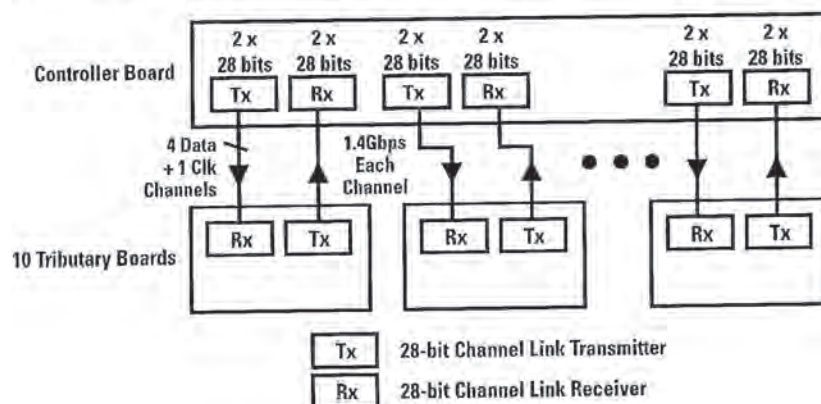 2 x 2 x 2 x 2 x 2 x 2 x
28 bits 28 bits 28 bits 28 bits 28 bits 28 bits
Controller Board
Tx Rx Tx Rx Tx Rx
4 Data
+ 1 Clk
Channels
1.4Gbps
Each
Channel
Rx Tx Rx Tx Rx Tx
10 Tributary Boards
Tx 28-bit Channel Link Transmitter
Rx 28-bit Channel Link Receiver